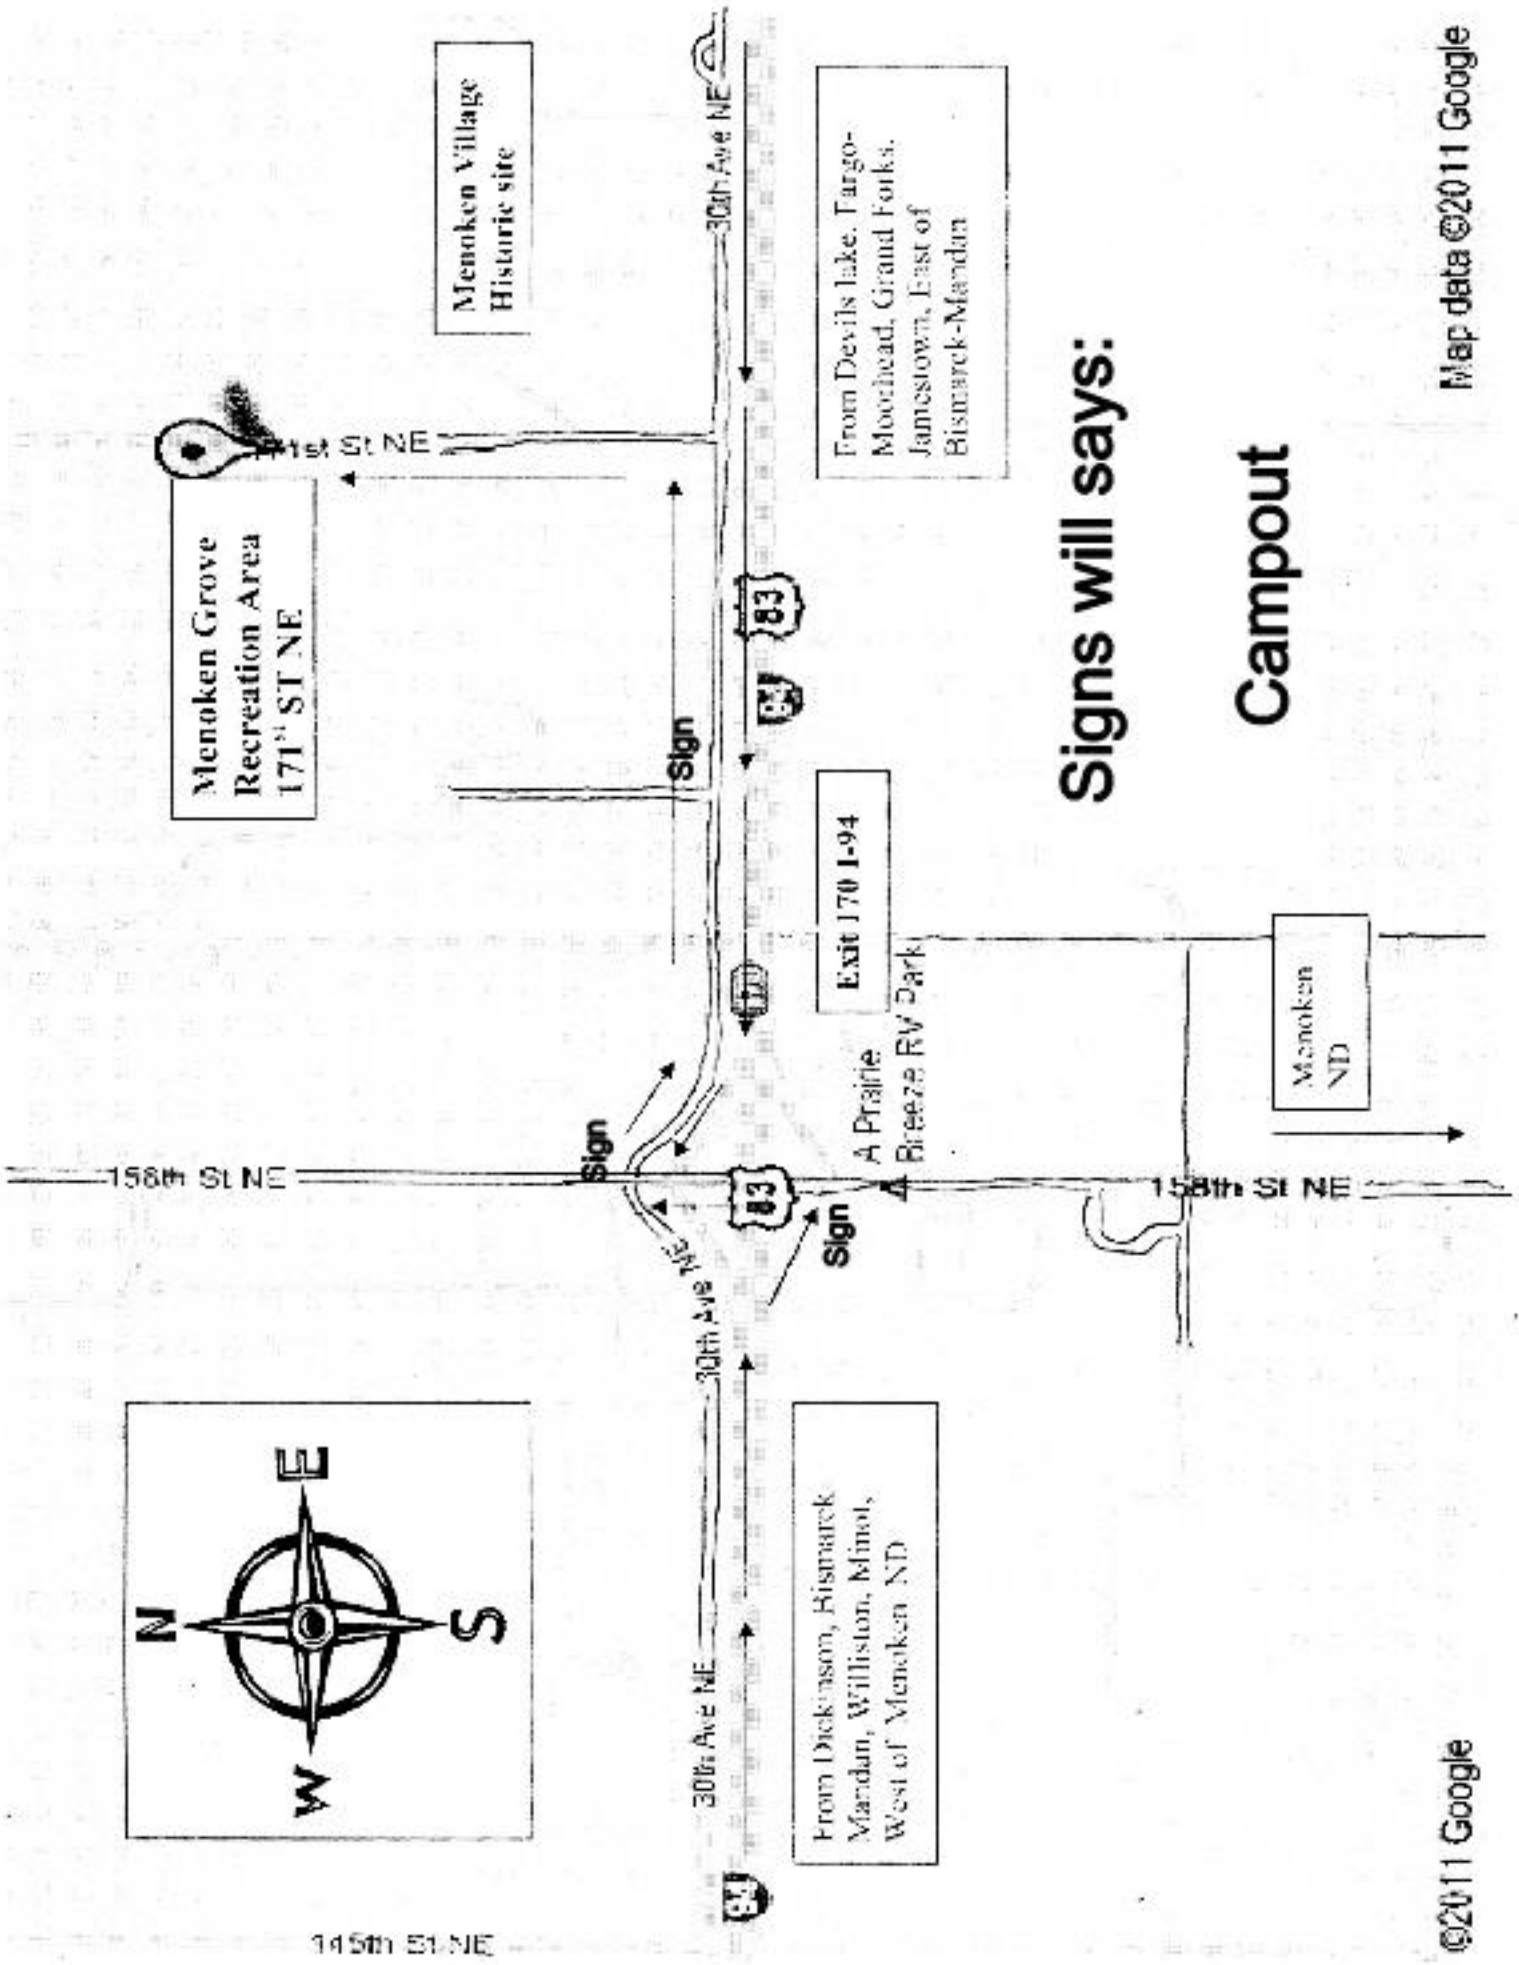 N
W
E
S
145th St NE
Menoken Grove
Recreation Area
171st ST NE
St NE
Menoken Village
Historic site
158th St NE
Sign
Sign
30th Ave NE
30th Ave NE
30th Ave NE
94
83
94
83
Sign
Exit 170 I-94
A Prairie
Breeze RV Park
From Dickinson, Bismarck
Mandan, Williston, Minot,
West of Menoken ND
From Devils lake, Fargo-
Moorhead, Grand Forks,
Jamestown, East of
Bismarck-Mandan
Signs will says:
Campout
158th St NE
Menoken
ND
©2011 Google
Map data ©2011 Google